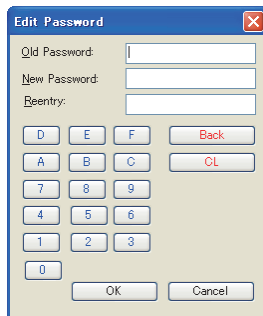 Edit Password
Old Password:
New Password:
Reentry:
D E F Back
A B C CL
7 8 9
4 5 6
1 2 3
0
OK Cancel